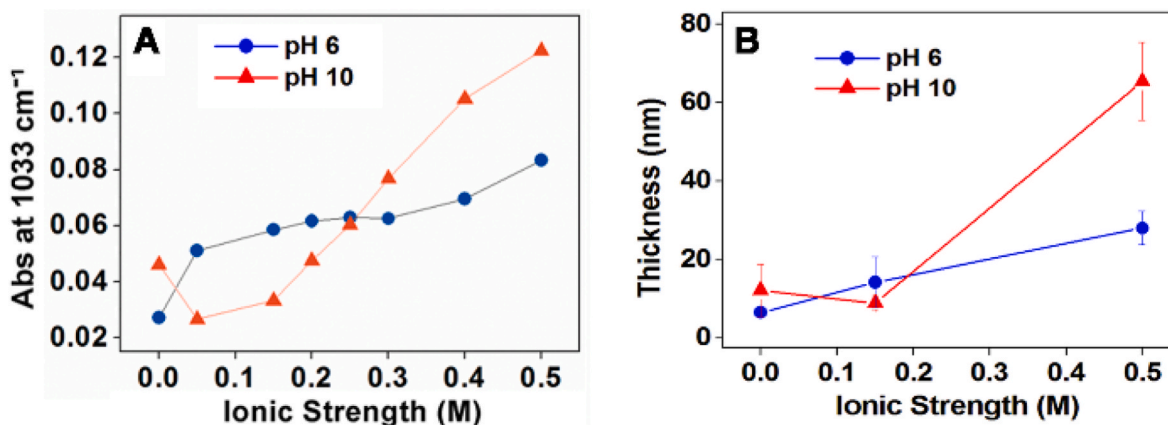 A
pH 6
pH 10
0.12
0.10
0.08
0.06
0.04
0.02
Abs at 1033 cm⁻¹
0.0 0.1 0.2 0.3 0.4 0.5
Ionic Strength (M)
B
pH 6
pH 10
80
60
40
20
0
Thickness (nm)
0.0 0.1 0.2 0.3 0.4 0.5
Ionic Strength (M)